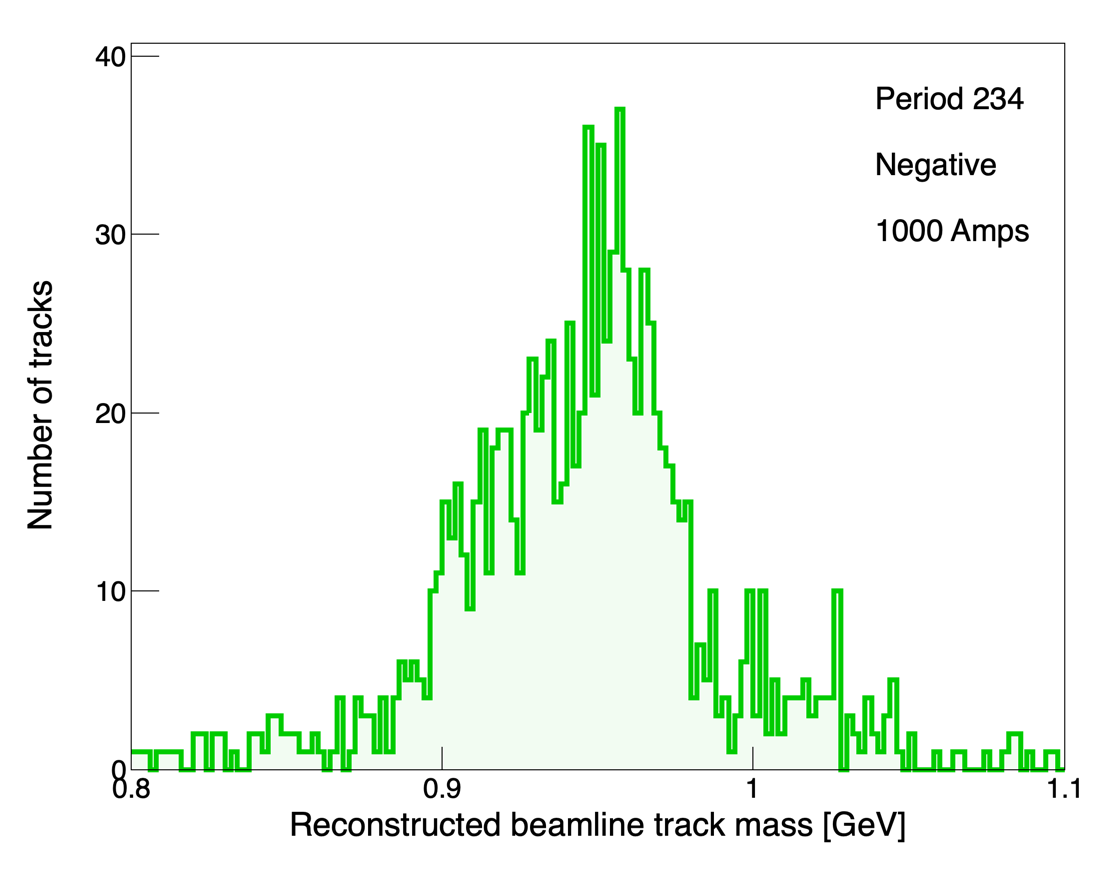 40
Period 234
Negative
1000 Amps
30
Number of tracks
20
10
0
0.8
0.9
1
1.1
Reconstructed beamline track mass [GeV]